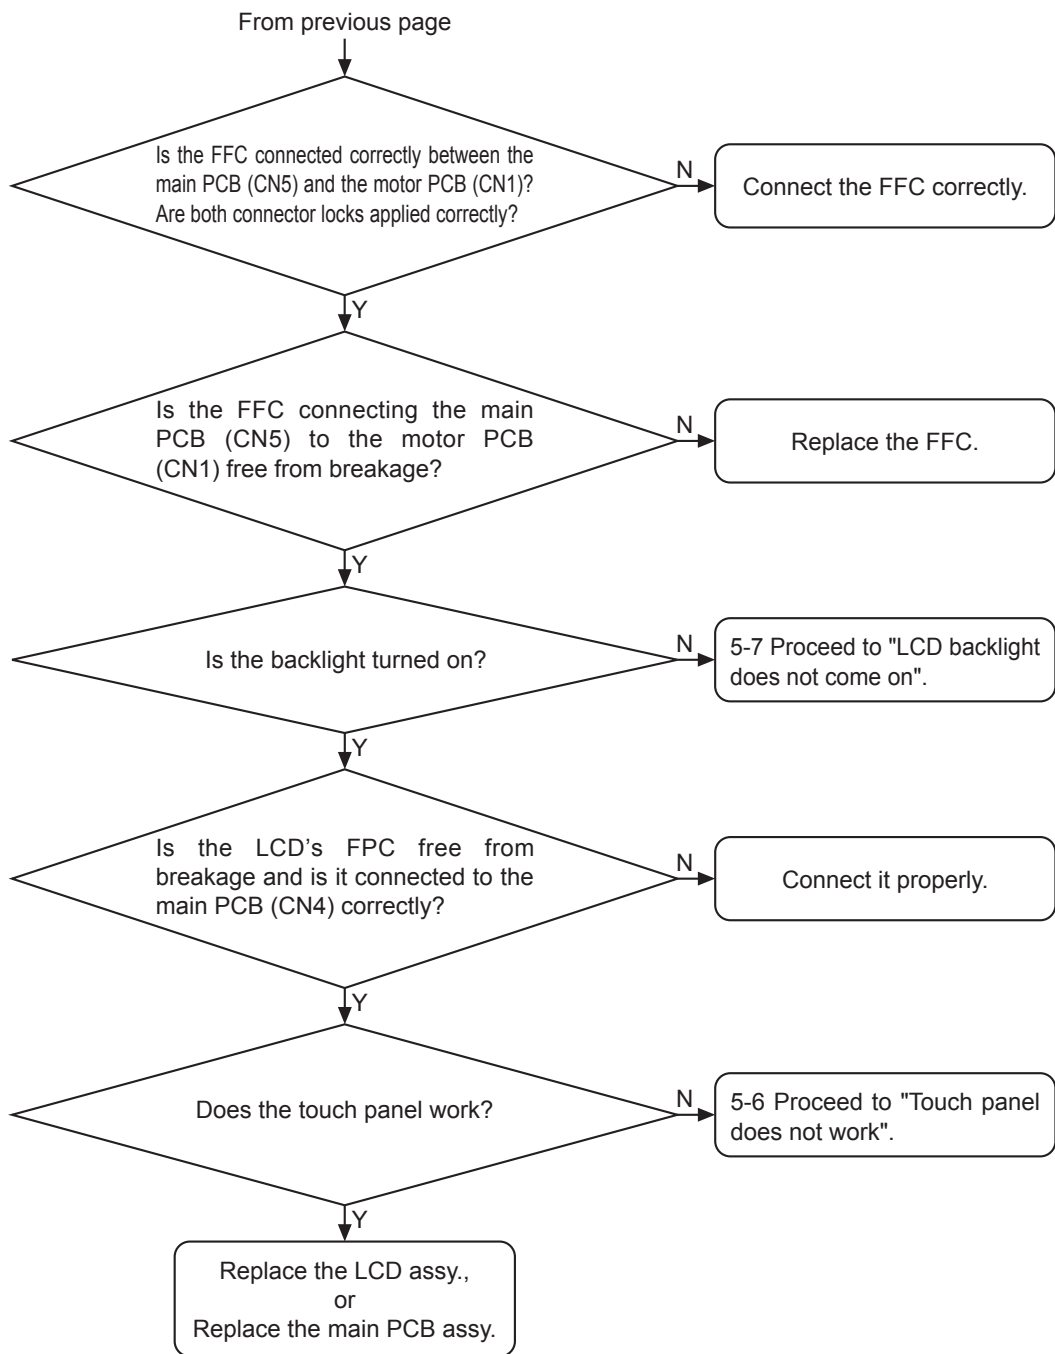 From previous page
Is the FFC connected correctly between the
main PCB (CN5) and the motor PCB (CN1)?
Are both connector locks applied correctly?
N
Connect the FFC correctly.
Y
Is the FFC connecting the main
PCB (CN5) to the motor PCB
(CN1) free from breakage?
N
Replace the FFC.
Y
Is the backlight turned on?
N
5-7 Proceed to "LCD backlight
does not come on".
Y
Is the LCD’s FPC free from
breakage and is it connected to the
main PCB (CN4) correctly?
N
Connect it properly.
Y
Does the touch panel work?
N
5-6 Proceed to "Touch panel
does not work".
Y
Replace the LCD assy.,
or
Replace the main PCB assy.